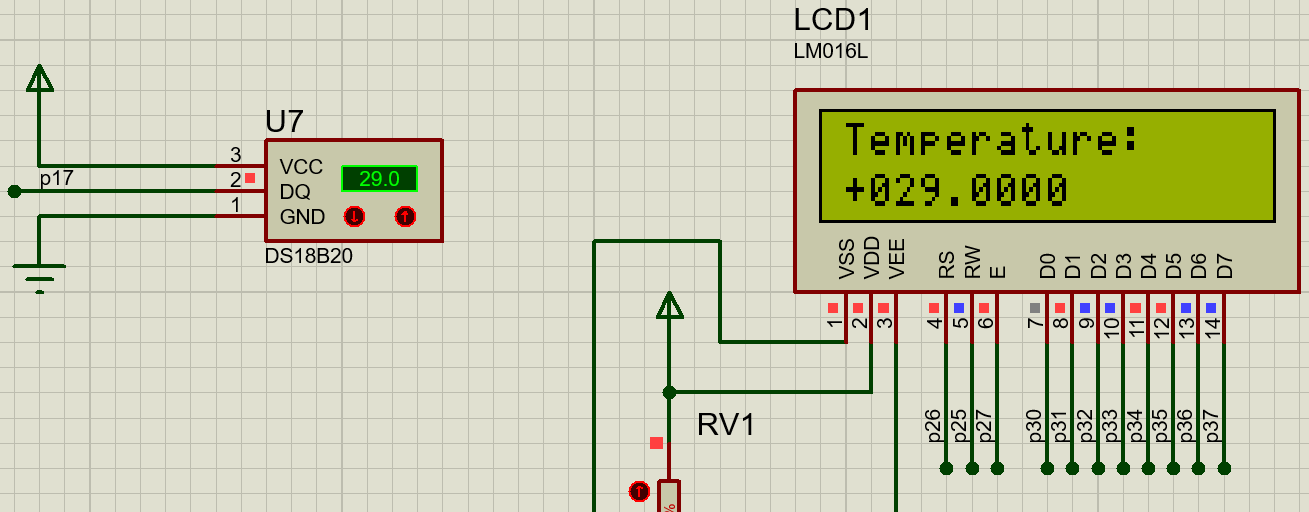 LCD1
LM016L
U7
3
VCC
29.0
p17
2
DQ
1
GND
DS18B20
Temperature:
+029.0000
VSS
VDD
VEE
RS
RW
E
D0
D1
D2
D3
D4
D5
D6
D7
1
2
3
4
5
6
7
8
9
10
11
12
13
14
RV1
p26
p25
p27
p30
p31
p32
p33
p34
p35
p36
p37
%